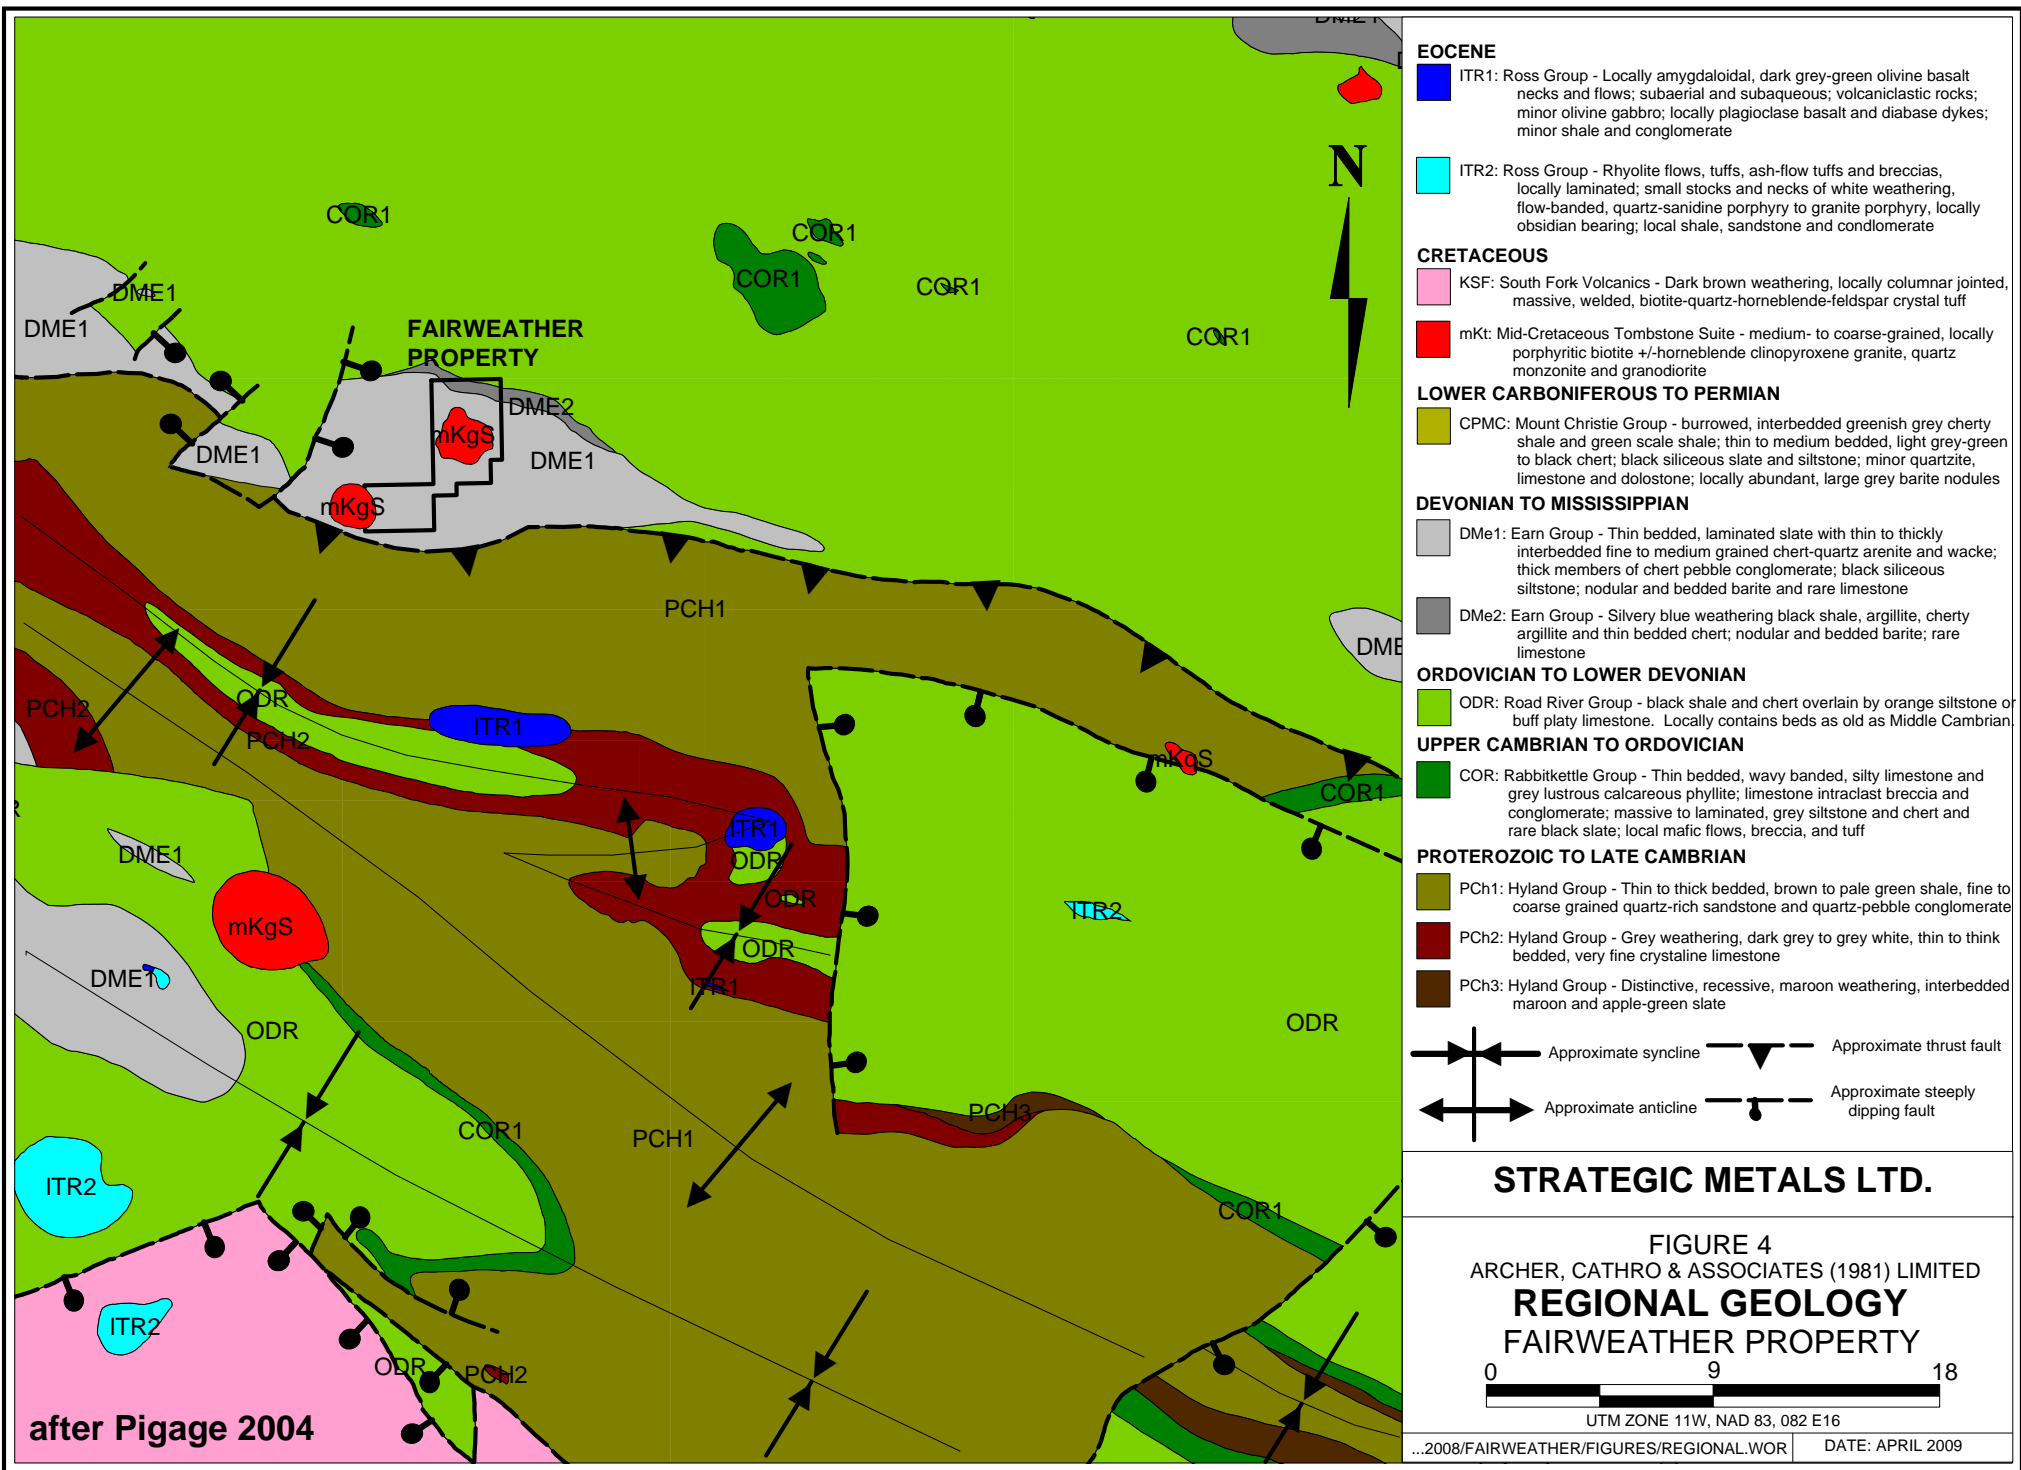 DME1
COR1
COR1
COR1
COR1
COR1
DME1
DME1
FAIRWEATHER
PROPERTY
DME2
mKgS
DME1
DME1
mKgS
N
PCH1
DME
ODR
PCH2
PCH2
ITR1
mKgS
COR1
ITR1
ODR
DME1
ODR
ODR
ITR2
mKgS
DME1
ITR1
ODR
ODR
PCH3
COR1
PCH1
ITR2
COR1
ITR2
ODR
PCH2
after Pigage 2004
EOCENE
ITR1: Ross Group - Locally amygdaloidal, dark grey-green olivine basalt
necks and flows; subaerial and subaqueous; volcaniclastic rocks;
minor olivine gabbro; locally plagioclase basalt and diabase dykes;
minor shale and conglomerate
ITR2: Ross Group - Rhyolite flows, tuffs, ash-flow tuffs and breccias,
locally laminated; small stocks and necks of white weathering,
flow-banded, quartz-sanidine porphyry to granite porphyry, locally
obsidian bearing; local shale, sandstone and condlomerate
CRETACEOUS
KSF: South Fork Volcanics - Dark brown weathering, locally columnar jointed,
massive, welded, biotite-quartz-horneblende-feldspar crystal tuff
mKt: Mid-Cretaceous Tombstone Suite - medium- to coarse-grained, locally
porphyritic biotite +/-horneblende clinopyroxene granite, quartz
monzonite and granodiorite
LOWER CARBONIFEROUS TO PERMIAN
CPMC: Mount Christie Group - burrowed, interbedded greenish grey cherty
shale and green scale shale; thin to medium bedded, light grey-green
to black chert; black siliceous slate and siltstone; minor quartzite,
limestone and dolostone; locally abundant, large grey barite nodules
DEVONIAN TO MISSISSIPPIAN
DMe1: Earn Group - Thin bedded, laminated slate with thin to thickly
interbedded fine to medium grained chert-quartz arenite and wacke;
thick members of chert pebble conglomerate; black siliceous
siltstone; nodular and bedded barite and rare limestone
DMe2: Earn Group - Silvery blue weathering black shale, argillite, cherty
argillite and thin bedded chert; nodular and bedded barite; rare
limestone
ORDOVICIAN TO LOWER DEVONIAN
ODR: Road River Group - black shale and chert overlain by orange siltstone or
buff platy limestone. Locally contains beds as old as Middle Cambrian.
UPPER CAMBRIAN TO ORDOVICIAN
COR: Rabbitkettle Group - Thin bedded, wavy banded, silty limestone and
grey lustrous calcareous phyllite; limestone intraclast breccia and
conglomerate; massive to laminated, grey siltstone and chert and
rare black slate; local mafic flows, breccia, and tuff
PROTEROZOIC TO LATE CAMBRIAN
PCh1: Hyland Group - Thin to thick bedded, brown to pale green shale, fine to
coarse grained quartz-rich sandstone and quartz-pebble conglomerate
PCh2: Hyland Group - Grey weathering, dark grey to grey white, thin to think
bedded, very fine crystaline limestone
PCh3: Hyland Group - Distinctive, recessive, maroon weathering, interbedded
maroon and apple-green slate
Approximate syncline
Approximate thrust fault
Approximate anticline
Approximate steeply
dipping fault
STRATEGIC METALS LTD.
FIGURE 4
ARCHER, CATHRO & ASSOCIATES (1981) LIMITED
REGIONAL GEOLOGY
FAIRWEATHER PROPERTY
0 9 18
UTM ZONE 11W, NAD 83, 082 E16
...2008/FAIRWEATHER/FIGURES/REGIONAL.WOR
DATE: APRIL 2009